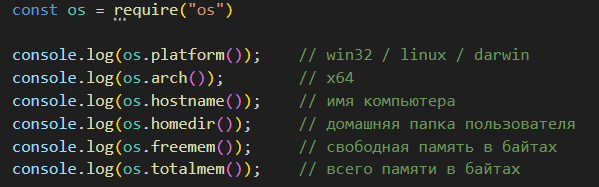 const os = require("os")
console.log(os.platform());    // win32 / linux / darwin
console.log(os.arch());        // x64
console.log(os.hostname());    // имя компьютера
console.log(os.homedir());     // домашняя папка пользователя
console.log(os.freemem());     // свободная память в байтах
console.log(os.totalmem());    // всего памяти в байтах